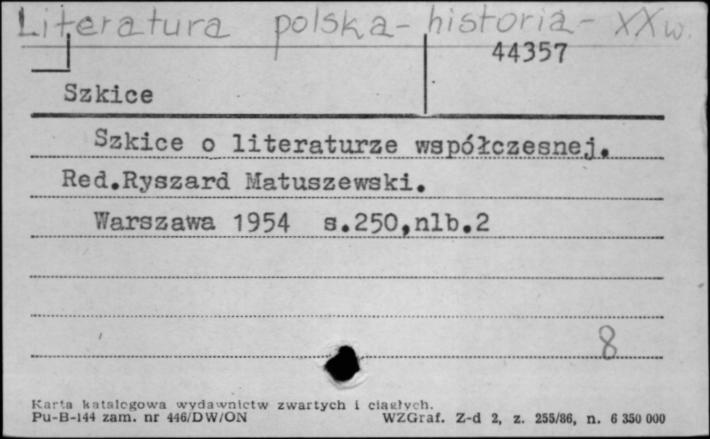 Literatura polska - historia - XX w.
44357
Szkice
Szkice o literaturze współczesnej.
Red.Ryszard Matuszewski.
Warszawa 1954 s.250,nlb.2
8
Karta katalogowa wydawnictw zwartych i ciągłych.
Pu-B-144 zam. nr 446/DW/ON WZGraf. Z-d 2, z. 255/86, n. 6 350 000